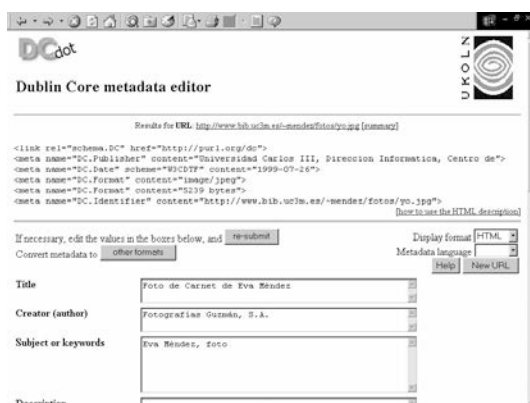 DCdot
UKOLN
Dublin Core metadata editor
Results for URL: http://www.bib.uc3m.es/~mendez/fotos/yo.jpg [summary]
<link rel="schema.DC" href="http://purl.org/dc">
<meta name="DC.Publisher" content="Universidad Carlos III, Direccion Informatica, Centro de">
<meta name="DC.Date" scheme="W3CDTF" content="1999-07-26">
<meta name="DC.Format" content="image/jpeg">
<meta name="DC.Format" content="5239 bytes">
<meta name="DC.Identifier" content="http://www.bib.uc3m.es/~mendez/fotos/yo.jpg">
[how to use the HTML description]
If necessary, edit the values in the boxes below, and re-submit
Display format HTML
Convert metadata to other formats
Metadata language
Help New URL
Title
Foto de Carnet de Eva Méndez
Creator (author)
Fotografías Guzmán, S.A.
Subject or keywords
Eva Méndez, foto
Description